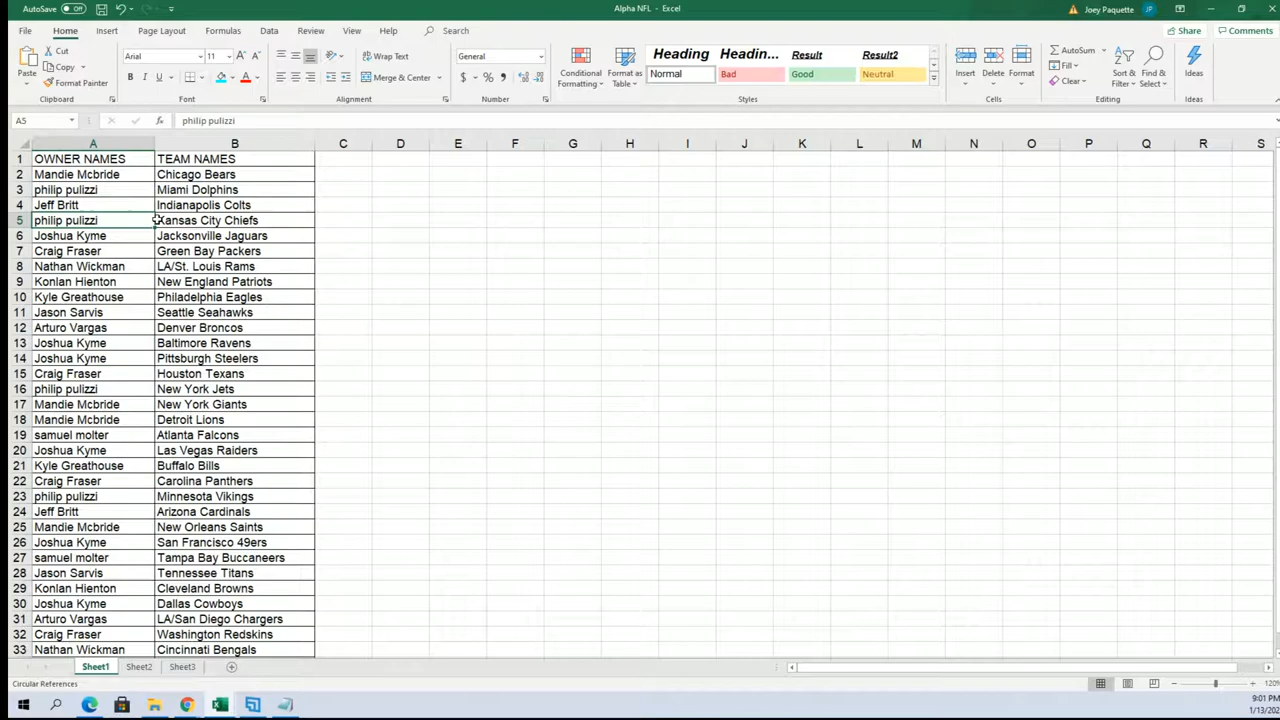 AutoSave Off Alpha NFL - Excel Joey Paquette JP
File Home Insert Page Layout Formulas Data Review View Help Search Share Comments
Paste Cut Copy Format Painter Clipboard
Arial 11 A A B I U A Font
Wrap Text Merge & Center Alignment
General $ % , Number
Conditional Formatting Format as Table
Heading Headin... Result Result2
Normal Bad Good Neutral
Styles
Insert Delete Format Cells
AutoSum Fill Clear Sort & Filter Find & Select Editing
Ideas Ideas
A5 fx philip pulizzi
A B C D E F G H I J K L M N O P Q R S
1 OWNER NAMES TEAM NAMES
2 Mandie Mcbride Chicago Bears
3 philip pulizzi Miami Dolphins
4 Jeff Britt Indianapolis Colts
5 philip pulizzi Kansas City Chiefs
6 Joshua Kyme Jacksonville Jaguars
7 Craig Fraser Green Bay Packers
8 Nathan Wickman LA/St. Louis Rams
9 Konlan Hienton New England Patriots
10 Kyle Greathouse Philadelphia Eagles
11 Jason Sarvis Seattle Seahawks
12 Arturo Vargas Denver Broncos
13 Joshua Kyme Baltimore Ravens
14 Joshua Kyme Pittsburgh Steelers
15 Craig Fraser Houston Texans
16 philip pulizzi New York Jets
17 Mandie Mcbride New York Giants
18 Mandie Mcbride Detroit Lions
19 samuel molter Atlanta Falcons
20 Joshua Kyme Las Vegas Raiders
21 Kyle Greathouse Buffalo Bills
22 Craig Fraser Carolina Panthers
23 philip pulizzi Minnesota Vikings
24 Jeff Britt Arizona Cardinals
25 Mandie Mcbride New Orleans Saints
26 Joshua Kyme San Francisco 49ers
27 samuel molter Tampa Bay Buccaneers
28 Jason Sarvis Tennessee Titans
29 Konlan Hienton Cleveland Browns
30 Joshua Kyme Dallas Cowboys
31 Arturo Vargas LA/San Diego Chargers
32 Craig Fraser Washington Redskins
33 Nathan Wickman Cincinnati Bengals
Sheet1 Sheet2 Sheet3
Circular References 120%
9:01 PM
1/13/202